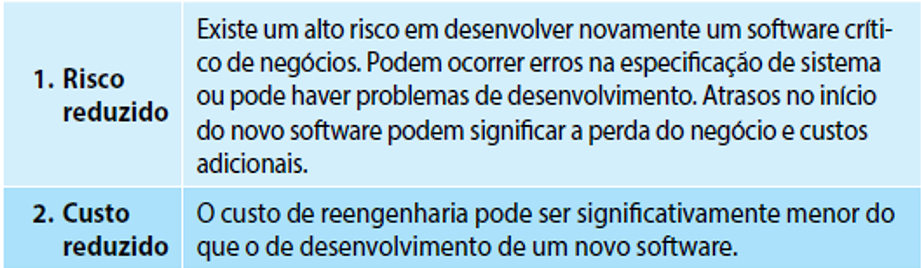 1. Risco
reduzido
Existe um alto risco em desenvolver novamente um software críti-
co de negócios. Podem ocorrer erros na especificação de sistema
ou pode haver problemas de desenvolvimento. Atrasos no início
do novo software podem significar a perda do negócio e custos
adicionais.
2. Custo
reduzido
O custo de reengenharia pode ser significativamente menor do
que o de desenvolvimento de um novo software.